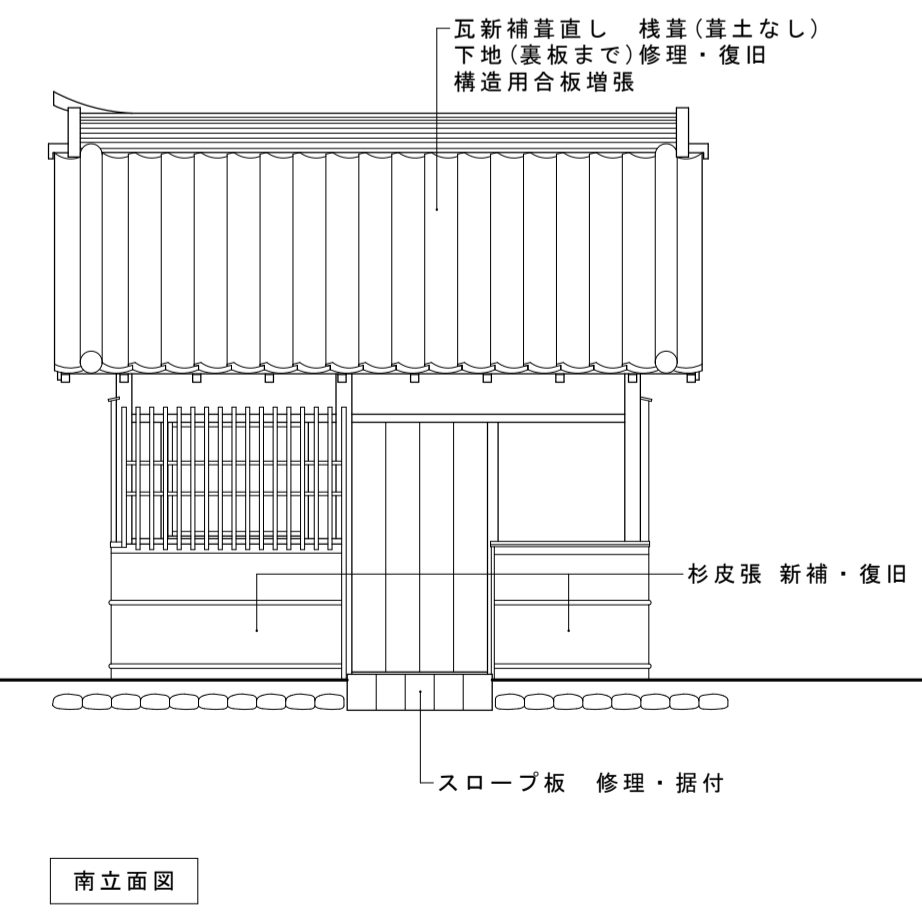 瓦新補葺直し　桟葺(葺土なし)
下地(裏板まで)修理・復旧
構造用合板増張
杉皮張 新補・復旧
スロープ板　修理・据付
南立面図